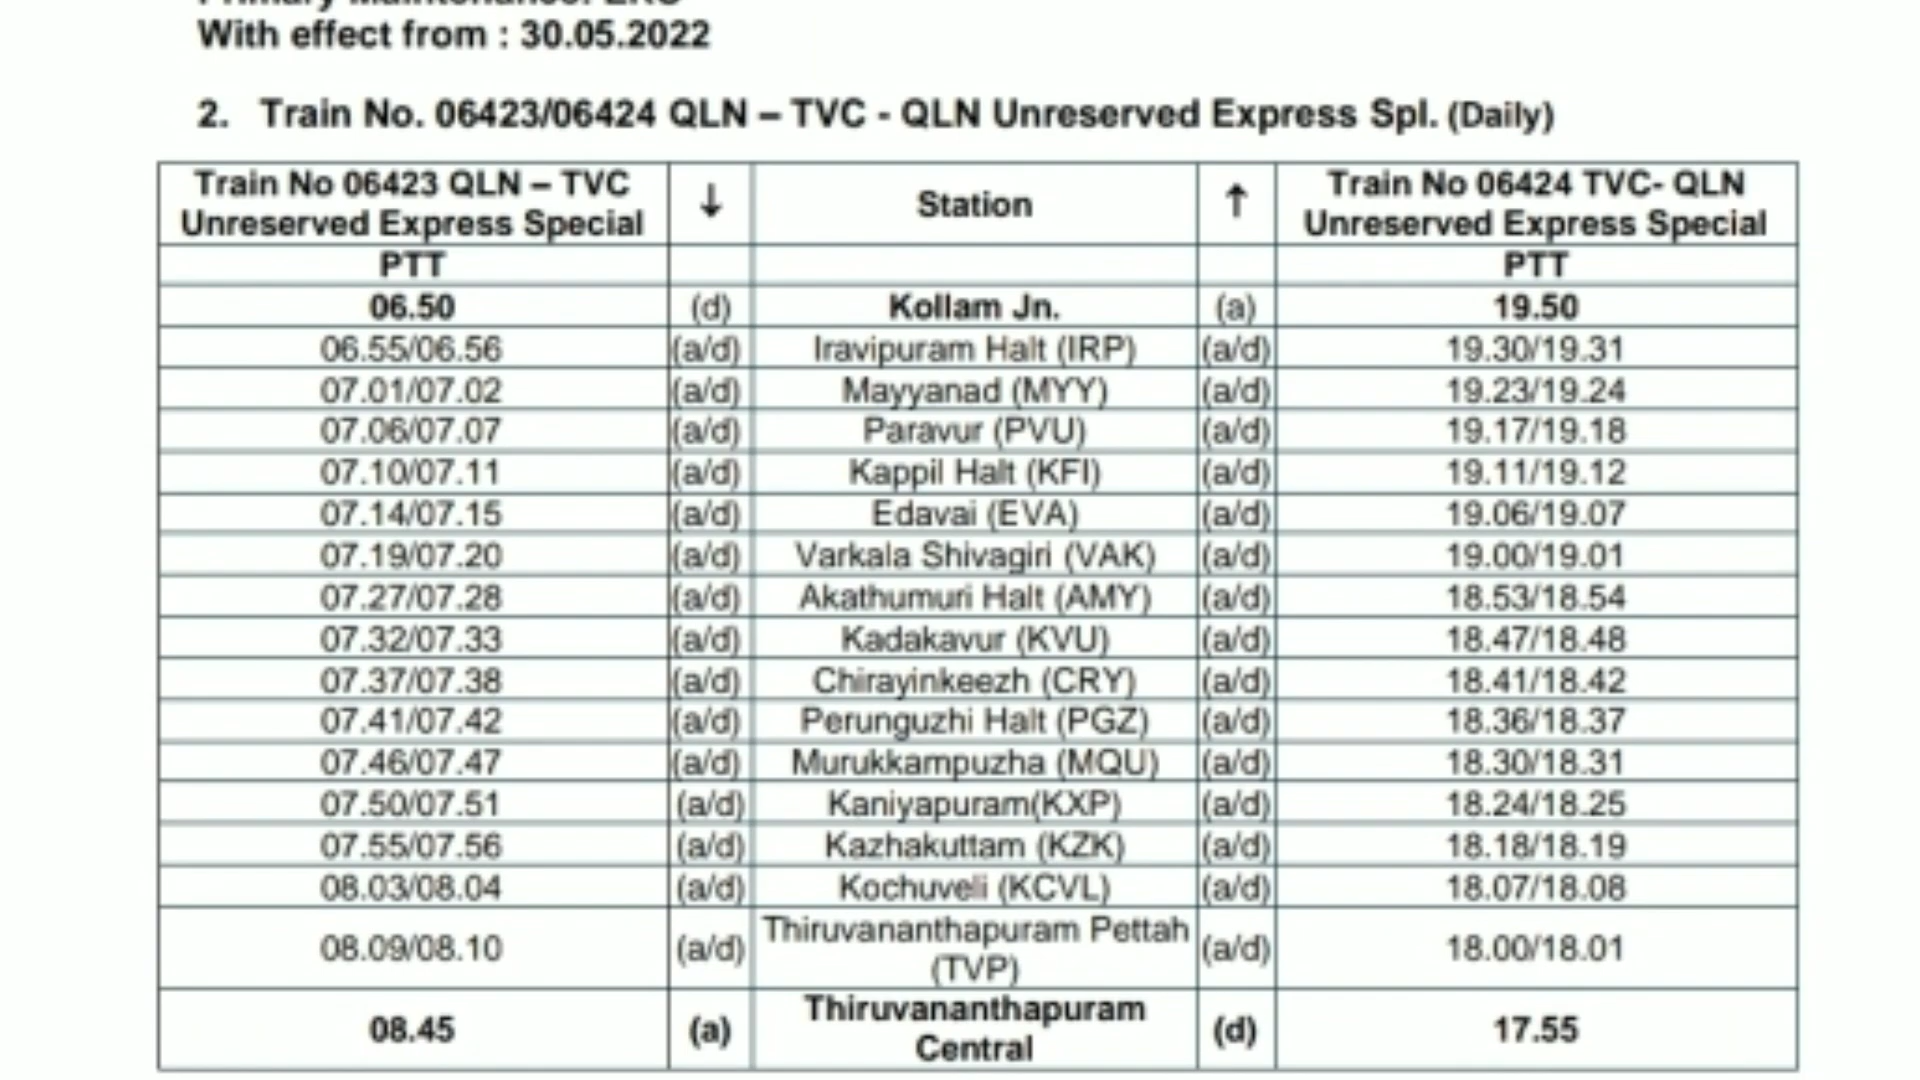 Primary Maintenance: ERS
With effect from : 30.05.2022
2. Train No. 06423/06424 QLN – TVC - QLN Unreserved Express Spl. (Daily)
Train No 06423 QLN – TVC Unreserved Express Special ↓ Station ↑ Train No 06424 TVC- QLN Unreserved Express Special
PTT PTT
06.50 (d) Kollam Jn. (a) 19.50
06.55/06.56 (a/d) Iravipuram Halt (IRP) (a/d) 19.30/19.31
07.01/07.02 (a/d) Mayyanad (MYY) (a/d) 19.23/19.24
07.06/07.07 (a/d) Paravur (PVU) (a/d) 19.17/19.18
07.10/07.11 (a/d) Kappil Halt (KFI) (a/d) 19.11/19.12
07.14/07.15 (a/d) Edavai (EVA) (a/d) 19.06/19.07
07.19/07.20 (a/d) Varkala Shivagiri (VAK) (a/d) 19.00/19.01
07.27/07.28 (a/d) Akathumuri Halt (AMY) (a/d) 18.53/18.54
07.32/07.33 (a/d) Kadakavur (KVU) (a/d) 18.47/18.48
07.37/07.38 (a/d) Chirayinkeezh (CRY) (a/d) 18.41/18.42
07.41/07.42 (a/d) Perunguzhi Halt (PGZ) (a/d) 18.36/18.37
07.46/07.47 (a/d) Murukkampuzha (MQU) (a/d) 18.30/18.31
07.50/07.51 (a/d) Kaniyapuram(KXP) (a/d) 18.24/18.25
07.55/07.56 (a/d) Kazhakuttam (KZK) (a/d) 18.18/18.19
08.03/08.04 (a/d) Kochuveli (KCVL) (a/d) 18.07/18.08
08.09/08.10 (a/d) Thiruvananthapuram Pettah (TVP) (a/d) 18.00/18.01
08.45 (a) Thiruvananthapuram Central (d) 17.55